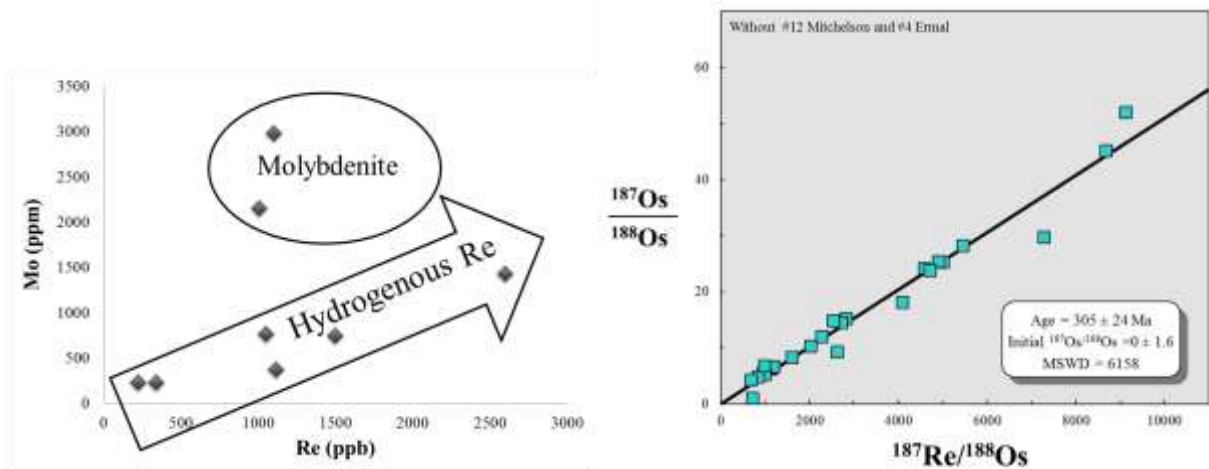 3500
3000
2500
2000
1500
1000
500
0
Mo (ppm)
Molybdenite
Hydrogenous Re
0 500 1000 1500 2000 2500 3000
Re (ppb)
Without #12 Mitchelson and #4 Ermal
60
40
20
0
187Os
188Os
Age = 305 ± 24 Ma
Initial 187Os/188Os =0 ± 1.6
MSWD = 6158
0 2000 4000 6000 8000 10000
187Re/188Os